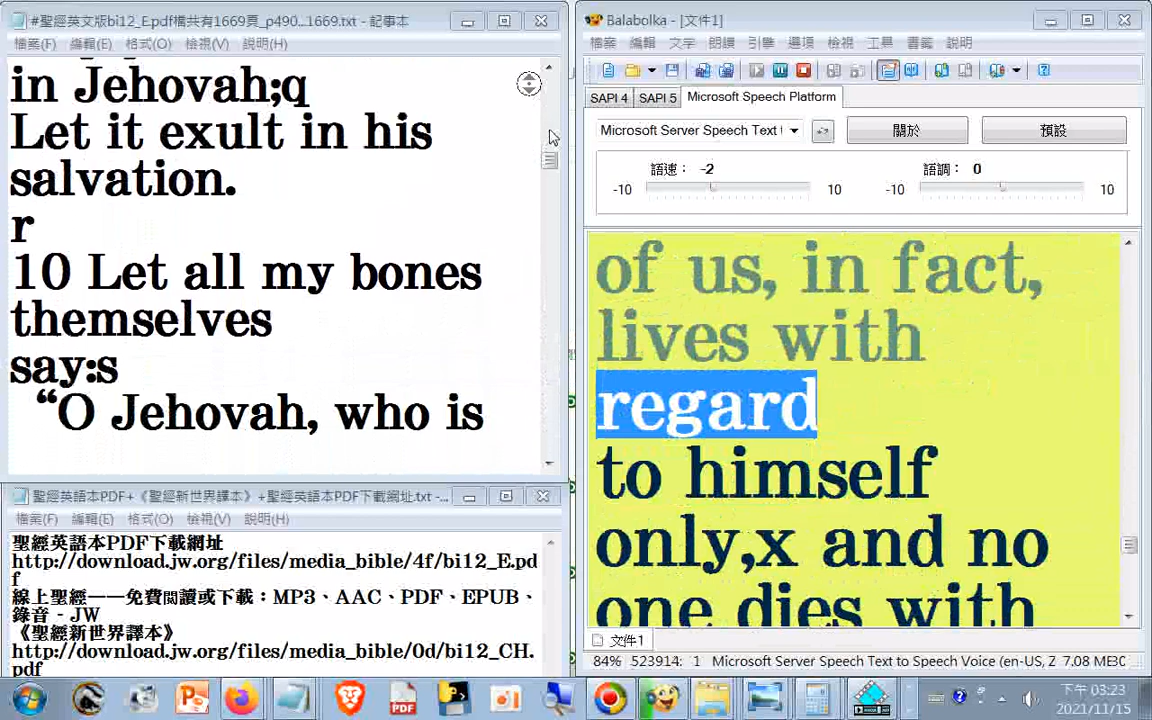 #聖經英文版bi12_E.pdf檔共有1669頁_p490...1669.txt - 記事本
檔案(F) 編輯(E) 格式(O) 檢視(V) 說明(H)
in Jehovah;q
Let it exult in his
salvation.
r
10 Let all my bones
themselves
say:s
“O Jehovah, who is
聖經英語本PDF+《聖經新世界譯本》+聖經英語本PDF下載網址.txt - ...
檔案(F) 編輯(E) 格式(O) 檢視(V) 說明(H)
聖經英語本PDF下載網址
http://download.jw.org/files/media_bible/4f/bi12_E.pd
f
線上聖經——免費閱讀或下載：MP3、AAC、PDF、EPUB、
錄音 - JW
《聖經新世界譯本》
http://download.jw.org/files/media_bible/0d/bi12_CH.
pdf
Balabolka - [文件1]
檔案 編輯 文字 朗讀 引擎 選項 檢視 工具 書籤 說明
SAPI 4 SAPI 5 Microsoft Speech Platform
Microsoft Server Speech Text 關於 預設
語速： -2 語調： 0
-10 10 -10 10
of us, in fact,
lives with
regard
to himself
only,x and no
one dies with
文件1
84% 523914: 1 Microsoft Server Speech Text to Speech Voice (en-US, Z 7.08 MB
下午 03:23
2021/11/15